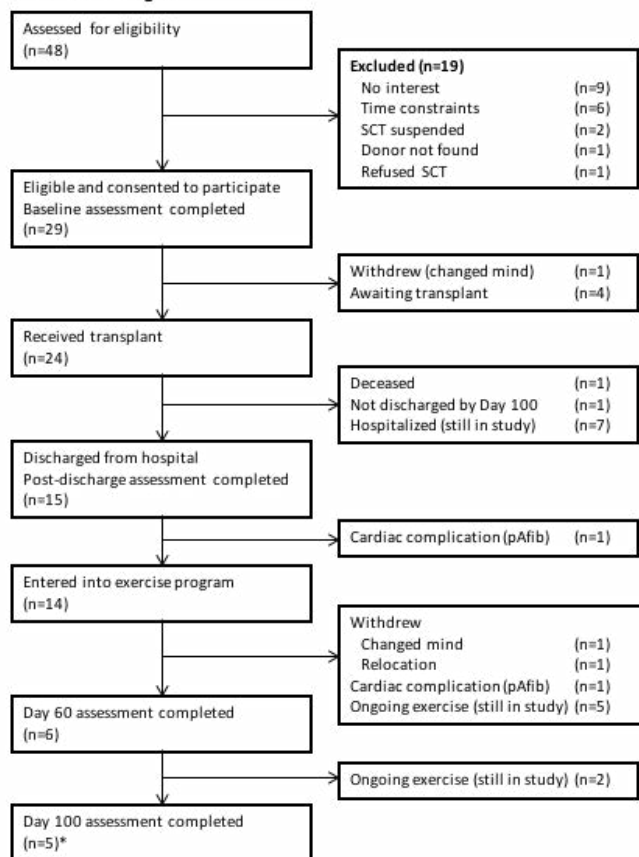 Assessed for eligibility
(n=48)
Excluded (n=19)
No interest (n=9)
Time constraints (n=6)
SCT suspended (n=2)
Donor not found (n=1)
Refused SCT (n=1)
Eligible and consented to participate
Baseline assessment completed
(n=29)
Withdrew (changed mind) (n=1)
Awaiting transplant (n=4)
Received transplant
(n=24)
Deceased (n=1)
Not discharged by Day 100 (n=1)
Hospitalized (still in study) (n=7)
Discharged from hospital
Post-discharge assessment completed
(n=15)
Cardiac complication (pAfib) (n=1)
Entered into exercise program
(n=14)
Withdrew
Changed mind (n=1)
Relocation (n=1)
Cardiac complication (pAfib) (n=1)
Ongoing exercise (still in study) (n=5)
Day 60 assessment completed
(n=6)
Ongoing exercise (still in study) (n=2)
Day 100 assessment completed
(n=5)*